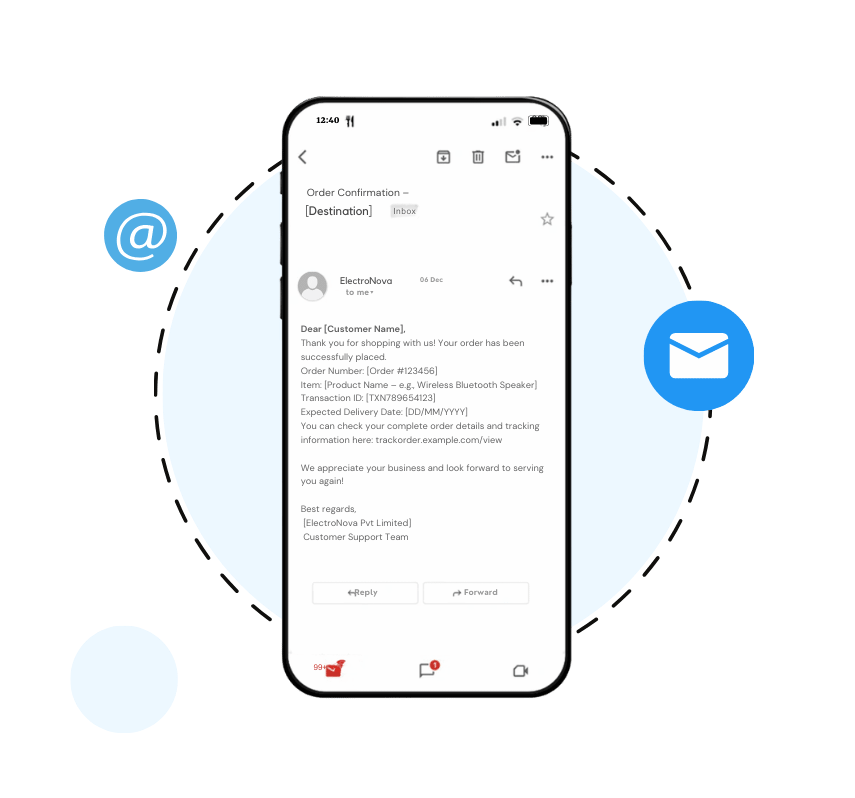 12:40
Order Confirmation –
[Destination] Inbox
ElectroNova 06 Dec
to me
Dear [Customer Name],
Thank you for shopping with us! Your order has been
successfully placed.
Order Number: [Order #123456]
Item: [Product Name – e.g., Wireless Bluetooth Speaker]
Transaction ID: [TXN789654123]
Expected Delivery Date: [DD/MM/YYYY]
You can check your complete order details and tracking
information here: trackorder.example.com/view
We appreciate your business and look forward to serving
you again!
Best regards,
[ElectroNova Pvt Limited]
Customer Support Team
Reply Forward
99+ 1
@